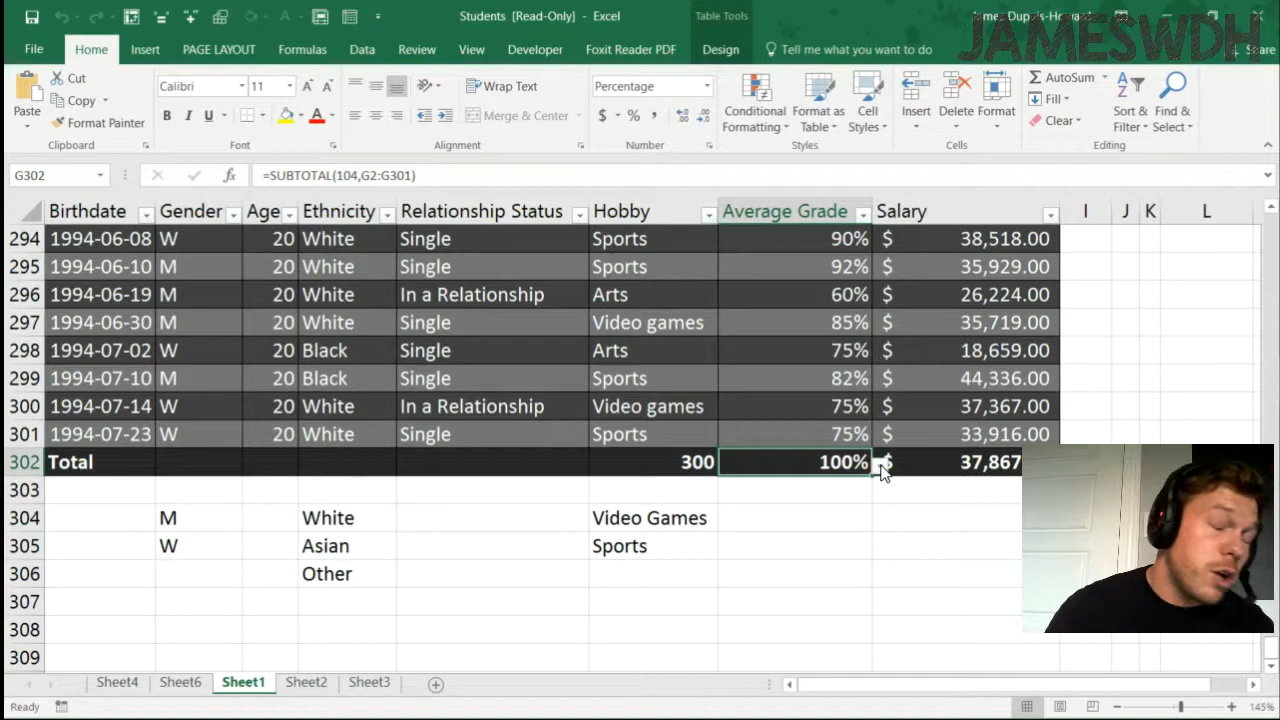 Students [Read-Only] - Excel
Table Tools
JAMESWDH
File Home Insert PAGE LAYOUT Formulas Data Review View Developer Foxit Reader PDF Design Tell me what you want to do Share
Paste
Cut
Copy
Format Painter
Clipboard
Calibri 11
B I U
Font
Wrap Text
Merge & Center
Alignment
Percentage
$ % ,
Number
Conditional Formatting
Format as Table
Cell Styles
Styles
Insert Delete Format
Cells
AutoSum
Fill
Clear
Sort & Filter
Find & Select
Editing
G302 fx =SUBTOTAL(104,G2:G301)
Birthdate Gender Age Ethnicity Relationship Status Hobby Average Grade Salary I J K L
294 1994-06-08 W 20 White Single Sports 90% $ 38,518.00
295 1994-06-10 M 20 White Single Sports 92% $ 35,929.00
296 1994-06-19 M 20 White In a Relationship Arts 60% $ 26,224.00
297 1994-06-30 M 20 White Single Video games 85% $ 35,719.00
298 1994-07-02 W 20 Black Single Arts 75% $ 18,659.00
299 1994-07-10 M 20 Black Single Sports 82% $ 44,336.00
300 1994-07-14 W 20 White In a Relationship Video games 75% $ 37,367.00
301 1994-07-23 W 20 White Single Sports 75% $ 33,916.00
302 Total 300 100% $ 37,867
303
304 M White Video Games
305 W Asian Sports
306 Other
307
308
309
Sheet4 Sheet6 Sheet1 Sheet2 Sheet3
Ready 145%